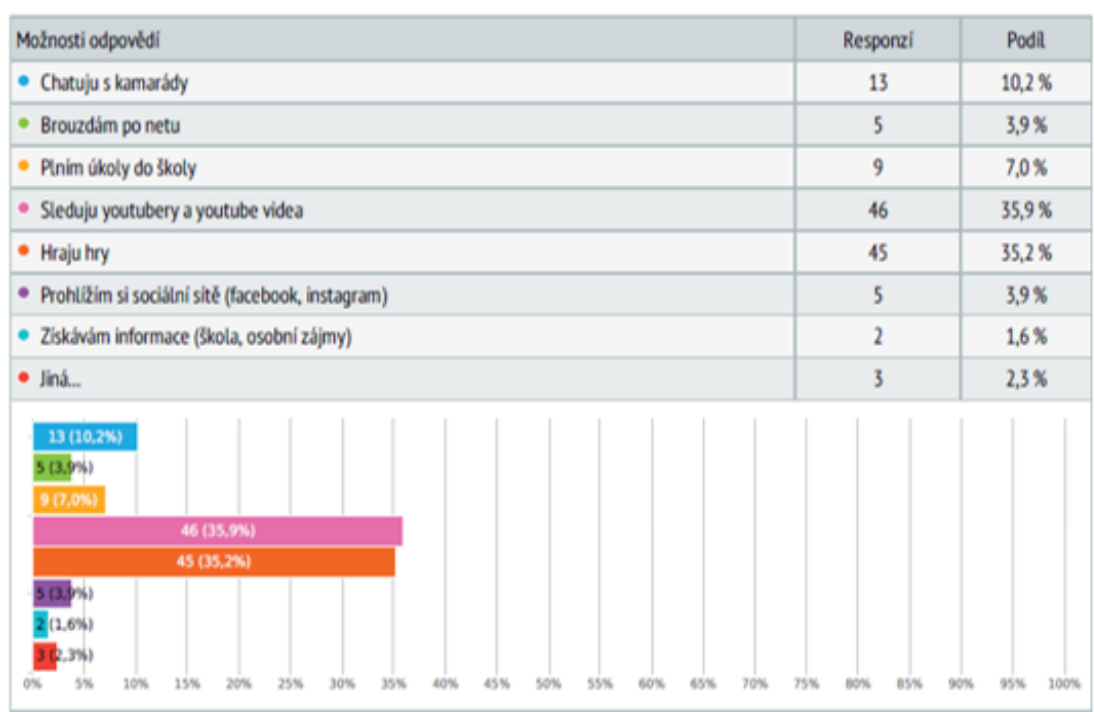 Možnosti odpovědí Responzí Podíl
Chatuju s kamarády 13 10,2 %
Brouzdám po netu 5 3,9 %
Plním úkoly do školy 9 7,0 %
Sleduju youtubery a youtube videa 46 35,9 %
Hraju hry 45 35,2 %
Prohlížím si sociální sítě (facebook, instagram) 5 3,9 %
Získávám informace (škola, osobní zájmy) 2 1,6 %
Jiná... 3 2,3 %
13 (10,2%)
5 (3,9%)
9 (7,0%)
46 (35,9%)
45 (35,2%)
5 (3,9%)
2 (1,6%)
3 (2,3%)
0% 5% 10% 15% 20% 25% 30% 35% 40% 45% 50% 55% 60% 65% 70% 75% 80% 85% 90% 95% 100%